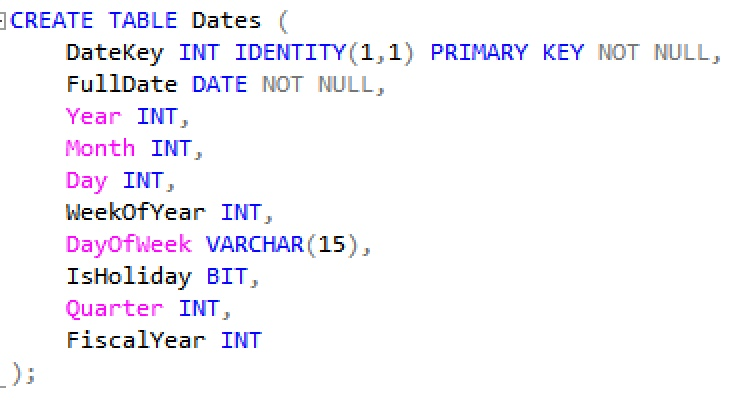 CREATE TABLE Dates (
    DateKey INT IDENTITY(1,1) PRIMARY KEY NOT NULL,
    FullDate DATE NOT NULL,
    Year INT,
    Month INT,
    Day INT,
    WeekOfYear INT,
    DayOfWeek VARCHAR(15),
    IsHoliday BIT,
    Quarter INT,
    FiscalYear INT
);